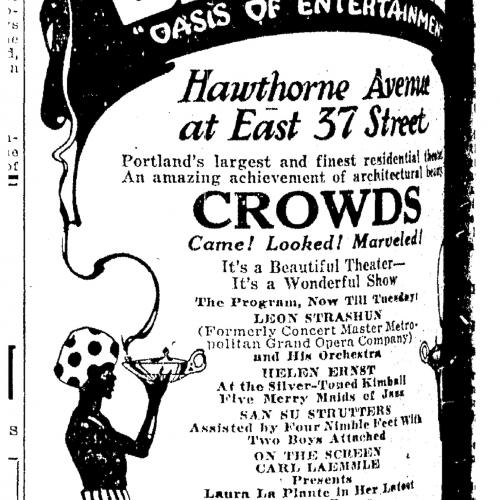 "OASIS OF ENTERTAINMEN
Hawthorne Avenue
at East 37 Street
Portland's largest and finest residential theatre
An amazing achievement of architectural beauty
CROWDS
Came! Looked! Marveled!
It's a Beautiful Theater—
It's a Wonderful Show
The Program, Now Till Tuesday:
LEON STRASHUN
(Formerly Concert Master Metro-
politan Grand Opera Company)
and His Orchestra
HELEN ERNST
At the Silver-Toned Kimball
Five Merry Maids of Jazz
SAN SU STRUTTERS
Assisted by Four Nimble Feet With
Two Boys Attached
ON THE SCREEN
CARL LAEMMLE
Presents
Laura La Plante in Her Latest